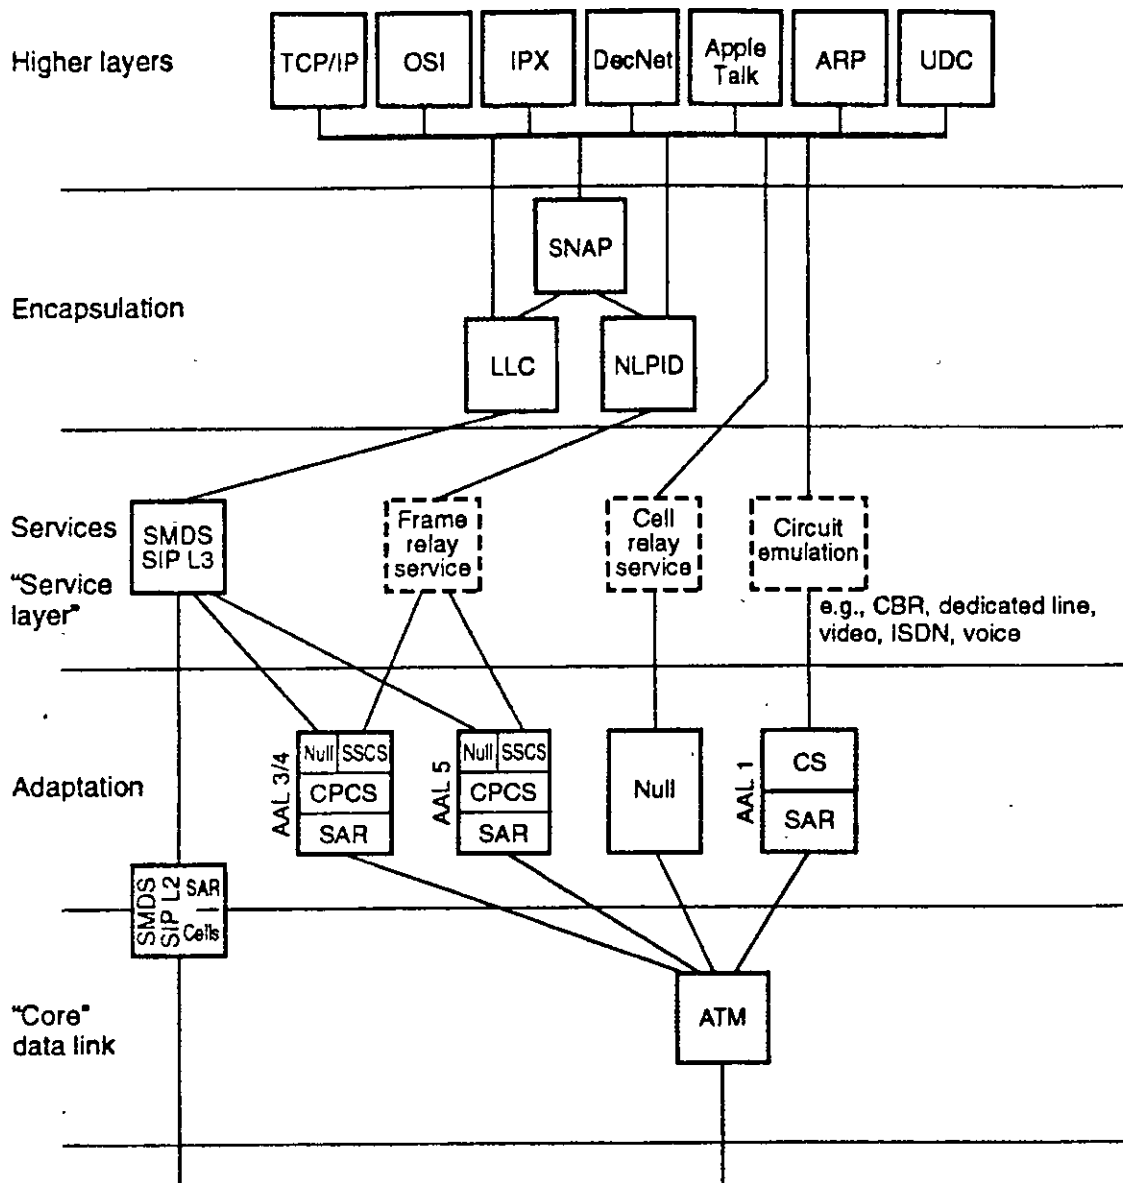 Higher layers
TCP/IP
OSI
IPX
DecNet
Apple
Talk
ARP
UDC
SNAP
Encapsulation
LLC
NLPID
Services
"Service
layer"
SMDS
SIP L3
Frame
relay
service
Cell
relay
service
Circuit
emulation
e.g., CBR, dedicated line,
video, ISDN, voice
Adaptation
AAL 3/4
Null
SSCS
CPCS
SAR
AAL 5
Null
SSCS
CPCS
SAR
Null
AAL 1
CS
SAR
SMDS
SIP L2
SAR
Cells
"Core"
data link
ATM